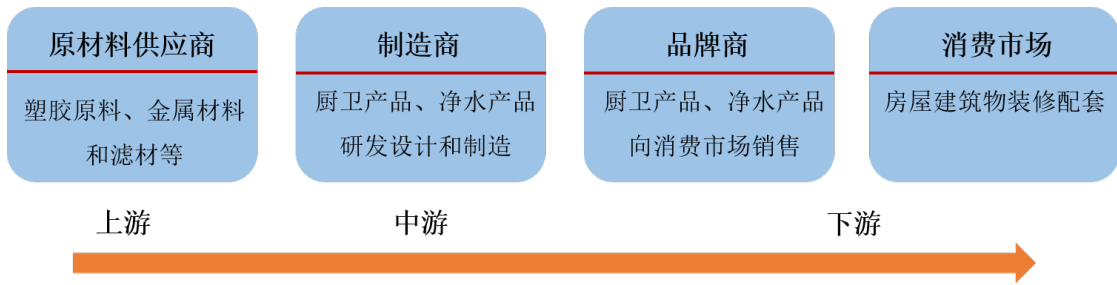 原材料供应商
塑胶原料、金属材料
和滤材等
制造商
厨卫产品、净水产品
研发设计和制造
品牌商
厨卫产品、净水产品
向消费市场销售
消费市场
房屋建筑物装修配套
上游
中游
下游